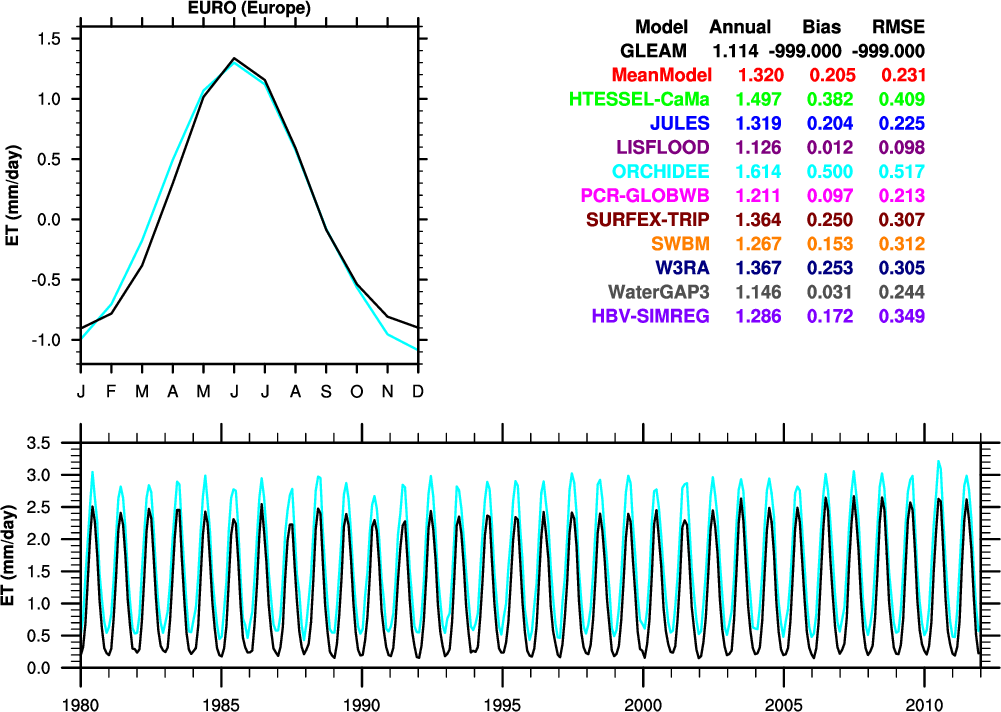 EURO (Europe)
ET (mm/day)
1.5
1.0
0.5
0.0
-0.5
-1.0
J F M A M J J A S O N D
Model Annual Bias RMSE
GLEAM 1.114 -999.000 -999.000
MeanModel 1.320 0.205 0.231
HTESSEL-CaMa 1.497 0.382 0.409
JULES 1.319 0.204 0.225
LISFLOOD 1.126 0.012 0.098
ORCHIDEE 1.614 0.500 0.517
PCR-GLOBWB 1.211 0.097 0.213
SURFEX-TRIP 1.364 0.250 0.307
SWBM 1.267 0.153 0.312
W3RA 1.367 0.253 0.305
WaterGAP3 1.146 0.031 0.244
HBV-SIMREG 1.286 0.172 0.349
ET (mm/day)
3.5
3.0
2.5
2.0
1.5
1.0
0.5
0.0
1980 1985 1990 1995 2000 2005 2010